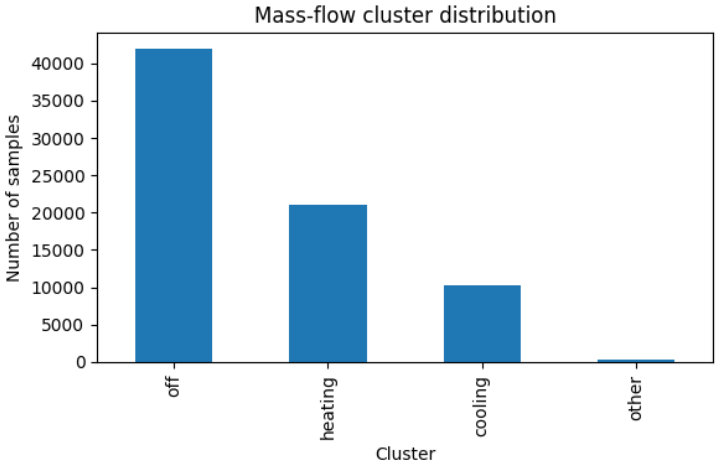 Mass-flow cluster distribution
Number of samples
40000
35000
30000
25000
20000
15000
10000
5000
0
off
heating
cooling
other
Cluster